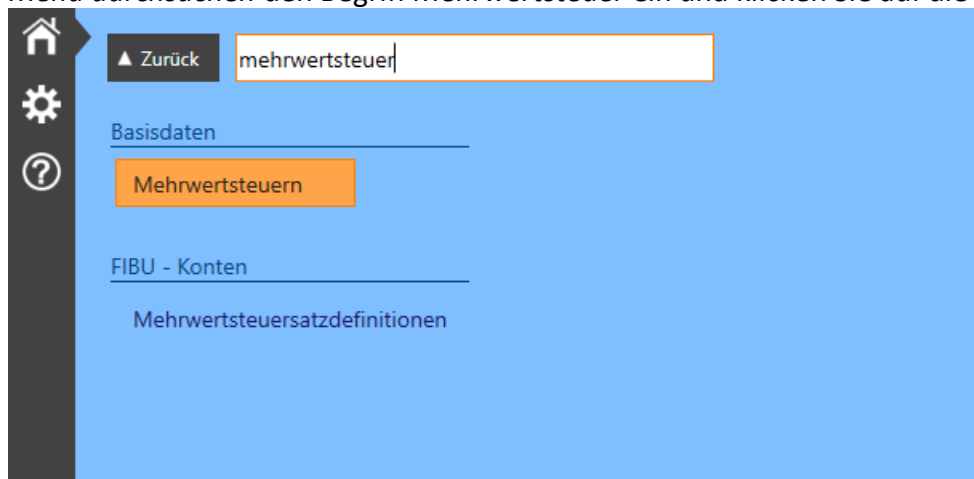 Menü durchsuchen den Begriff Mehrwertsteuer ein und klicken Sie auf die
Zurück
mehrwertsteuer
Basisdaten
Mehrwertsteuern
FIBU - Konten
Mehrwertsteuersatzdefinitionen